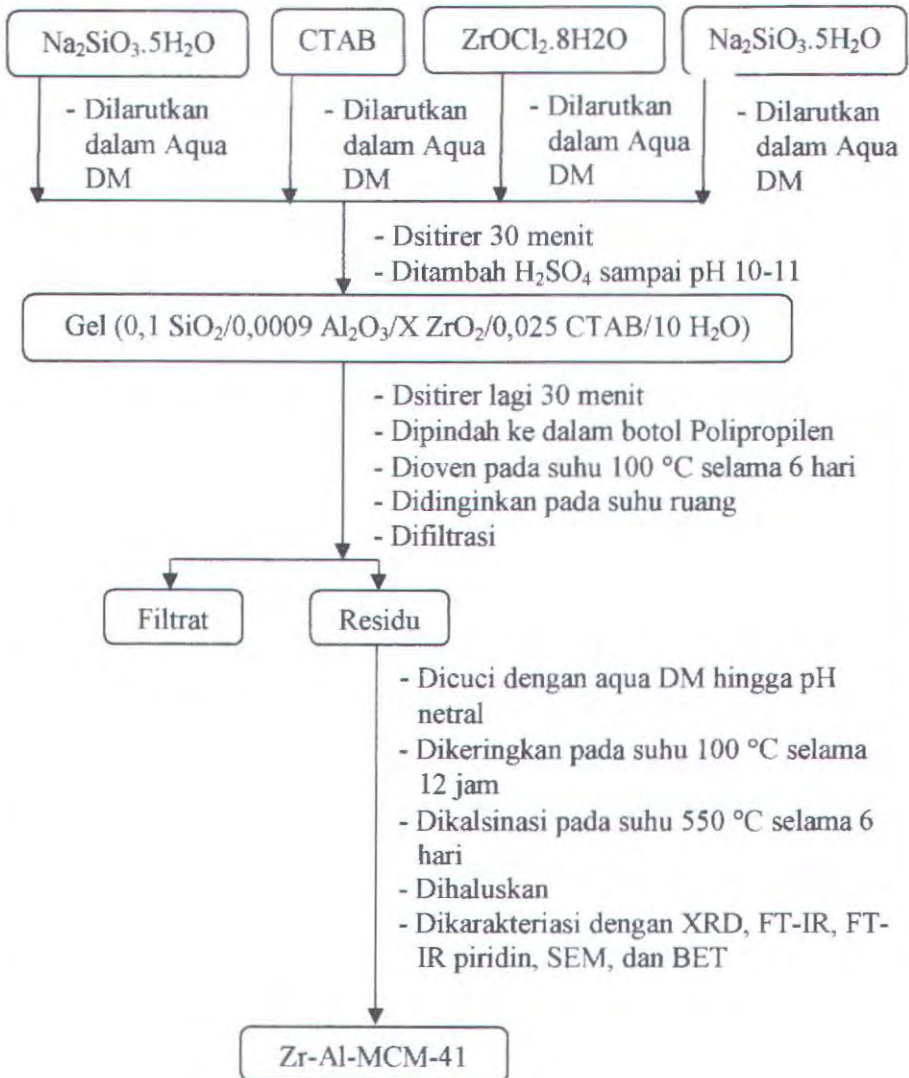 Na₂SiO₃.5H₂O
CTAB
ZrOCl₂.8H2O
Na₂SiO₃.5H₂O
- Dilarutkan
dalam Aqua
DM
- Dilarutkan
dalam Aqua
DM
- Dilarutkan
dalam Aqua
DM
- Dilarutkan
dalam Aqua
DM
- Dsitirer 30 menit
- Ditambah H₂SO₄ sampai pH 10-11
Gel (0,1 SiO₂/0,0009 Al₂O₃/X ZrO₂/0,025 CTAB/10 H₂O)
- Dsitirer lagi 30 menit
- Dipindah ke dalam botol Polipropilen
- Dioven pada suhu 100 °C selama 6 hari
- Didinginkan pada suhu ruang
- Difiltrasi
Filtrat
Residu
- Dicuci dengan aqua DM hingga pH
netral
- Dikeringkan pada suhu 100 °C selama
12 jam
- Dikalsinasi pada suhu 550 °C selama 6
hari
- Dihaluskan
- Dikarakteriasi dengan XRD, FT-IR, FT-
IR piridin, SEM, dan BET
Zr-Al-MCM-41